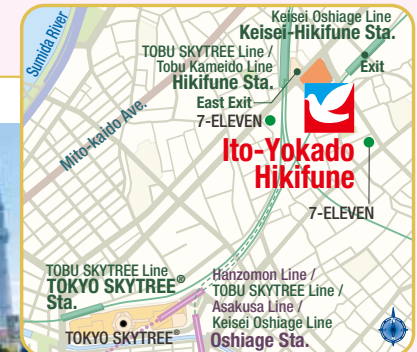 Sumida River
Keisei Oshiage Line
Keisei-Hikifune Sta.
TOBU SKYTREE Line /
Tobu Kameido Line
Hikifune Sta.
Exit
East Exit
7-ELEVEN
Mito-kaido Ave.
Ito-Yokado
Hikifune
7-ELEVEN
TOBU SKYTREE Line
TOKYO SKYTREE®
Sta.
Hanzomon Line /
TOBU SKYTREE Line /
Asakusa Line /
Keisei Oshiage Line
Oshiage Sta.
TOKYO SKYTREE®